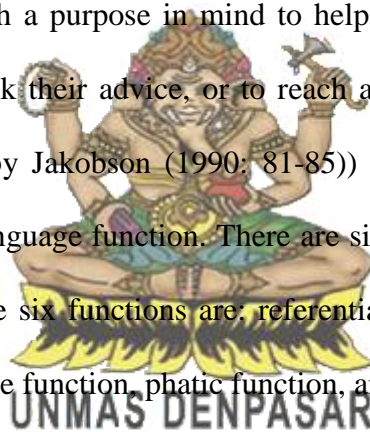 h a purpose in mind to help
k their advice, or to reach a
by Jakobson (1990: 81-85))
nguage function. There are si
e six functions are: referentia
e function, phatic function, a
UNMAS DENPASAR